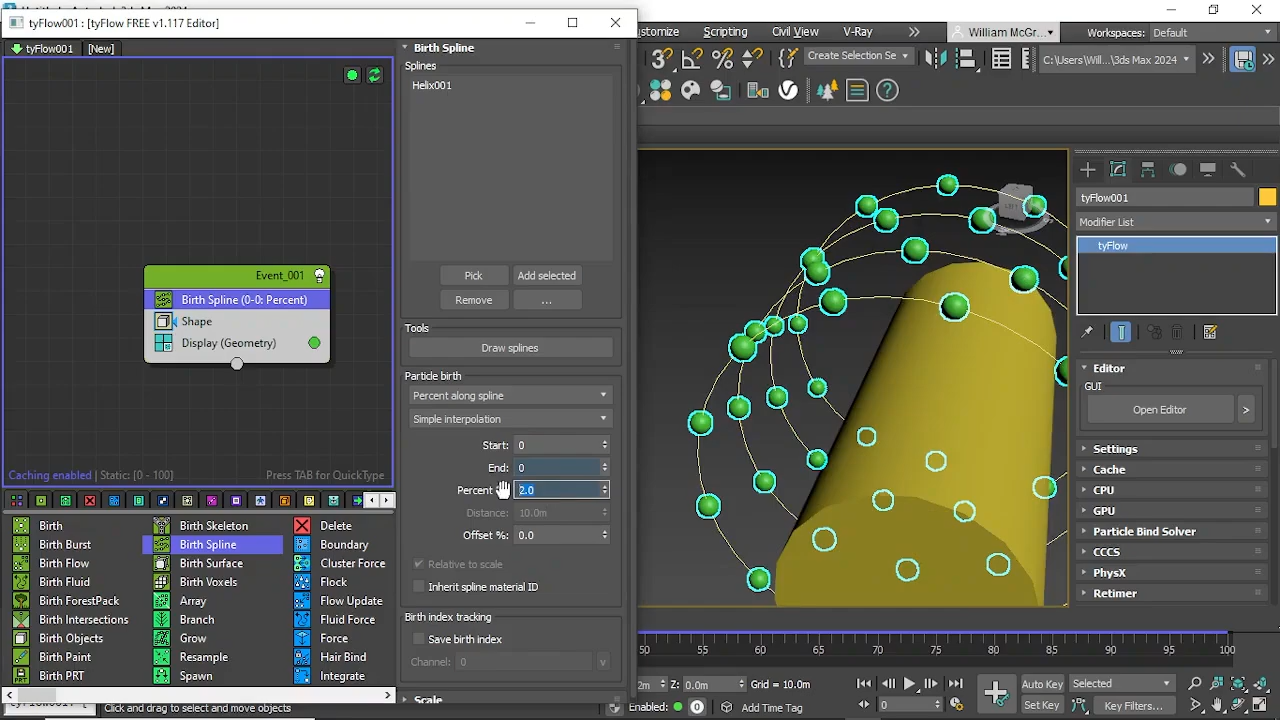 tyFlow001 : [tyFlow FREE v1.117 Editor]
tyFlow001 [New]
Event_001
Birth Spline (0-0: Percent)
Shape
Display (Geometry)
Caching enabled | Static: [0 - 100]
Press TAB for QuickType
Birth
Birth Burst
Birth Flow
Birth Fluid
Birth ForestPack
Birth Intersections
Birth Objects
Birth Paint
Birth PRT
Birth Skeleton
Birth Spline
Birth Surface
Birth Voxels
Array
Branch
Grow
Resample
Spawn
Delete
Boundary
Cluster Force
Flock
Flow Update
Fluid Force
Force
Hair Bind
Integrate
Birth Spline
Splines
Helix001
Pick
Add selected
Remove
...
Tools
Draw splines
Particle birth
Percent along spline
Simple interpolation
Start: 0
End: 0
Percent 2.0
Distance: 10.0m
Offset %: 0.0
Relative to scale
Inherit spline material ID
Birth index tracking
Save birth index
Channel: 0 v
Scale
stomize Scripting Civil View V-Ray
William McGr...
Workspaces: Default
Create Selection Se
C:\Users\Will...\3ds Max 2024
tyFlow001
Modifier List
tyFlow
GUI
Open Editor >
Settings
Cache
CPU
GPU
Particle Bind Solver
CCCS
PhysX
Retimer
50 55 60 65 70 75 80 85 90 95 100
Click and drag to select and move objects
Z: 0.0m
Grid = 10.0m
Enabled: 0
Add Time Tag
0
Auto Key
Selected
Set Key
Key Filters...